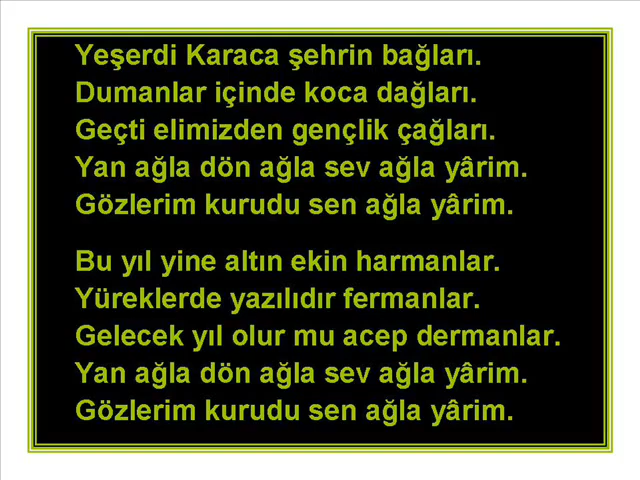 Yeşerdi Karaca şehrin bağları.
Dumanlar içinde koca dağları.
Geçti elimizden gençlik çağları.
Yan ağla dön ağla sev ağla yârim.
Gözlerim kurudu sen ağla yârim.
Bu yıl yine altın ekin harmanlar.
Yüreklerde yazılıdır fermanlar.
Gelecek yıl olur mu acep dermanlar.
Yan ağla dön ağla sev ağla yârim.
Gözlerim kurudu sen ağla yârim.